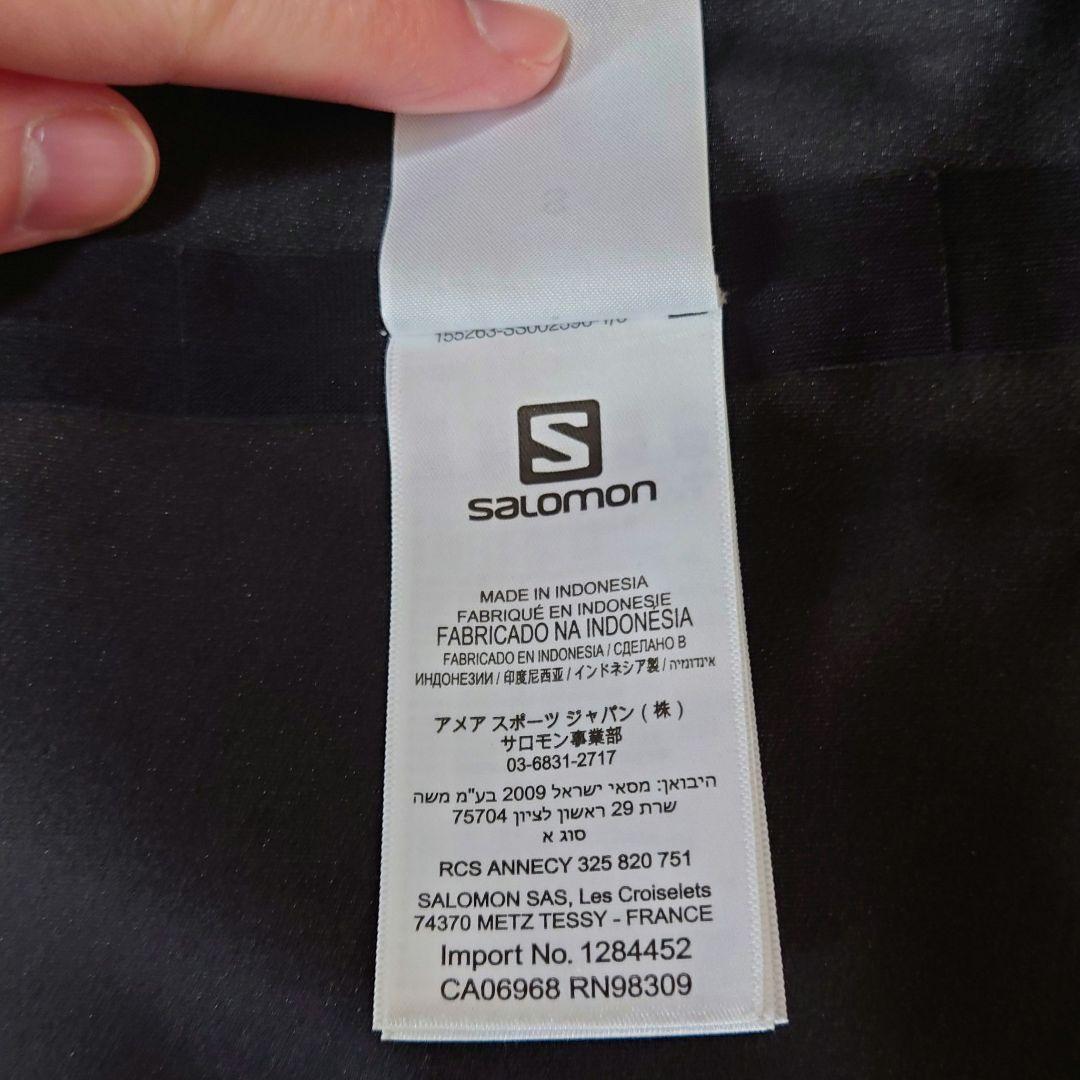 SALOMON
MADE IN INDONESIA
FABRIQUÉ EN INDONESIE
FABRICADO NA INDONÉSIA
FABRICADO EN INDONESIA / СДЕЛАНО В
ИНДОНЕЗИИ / 印度尼西亚 / インドネシア製 / אינדונזיה
アメア スポーツ ジャパン ( 株 )
サロモン事業部
03-6831-2717
היבואן: מסאי ישראל 2009 בע"מ משה
שרת 29 ראשון לציון 75704
סוג א
RCS ANNECY 325 820 751
SALOMON SAS, Les Croiselets
74370 METZ TESSY - FRANCE
Import No. 1284452
CA06968 RN98309